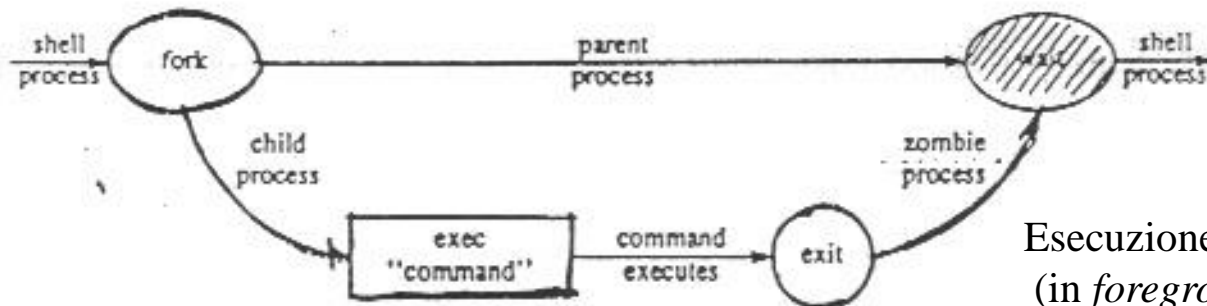 shell
process
fork
parent
process
shell
process
child
process
zombie
process
exec
"command"
command
executes
exit
Esecuzione
(in foregro